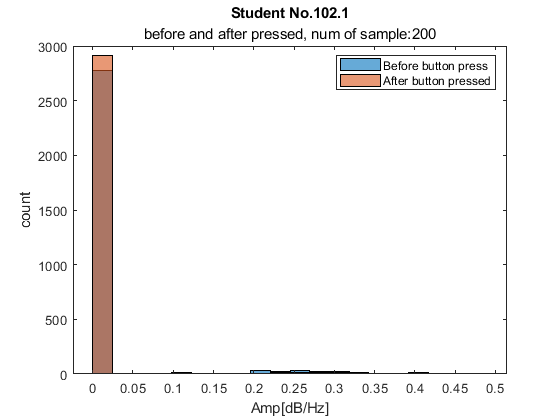 Student No.102.1
before and after pressed, num of sample:200
3000
2500
2000
1500
1000
500
0
count
Before button press
After button pressed
0 0.05 0.1 0.15 0.2 0.25 0.3 0.35 0.4 0.45 0.5
Amp[dB/Hz]